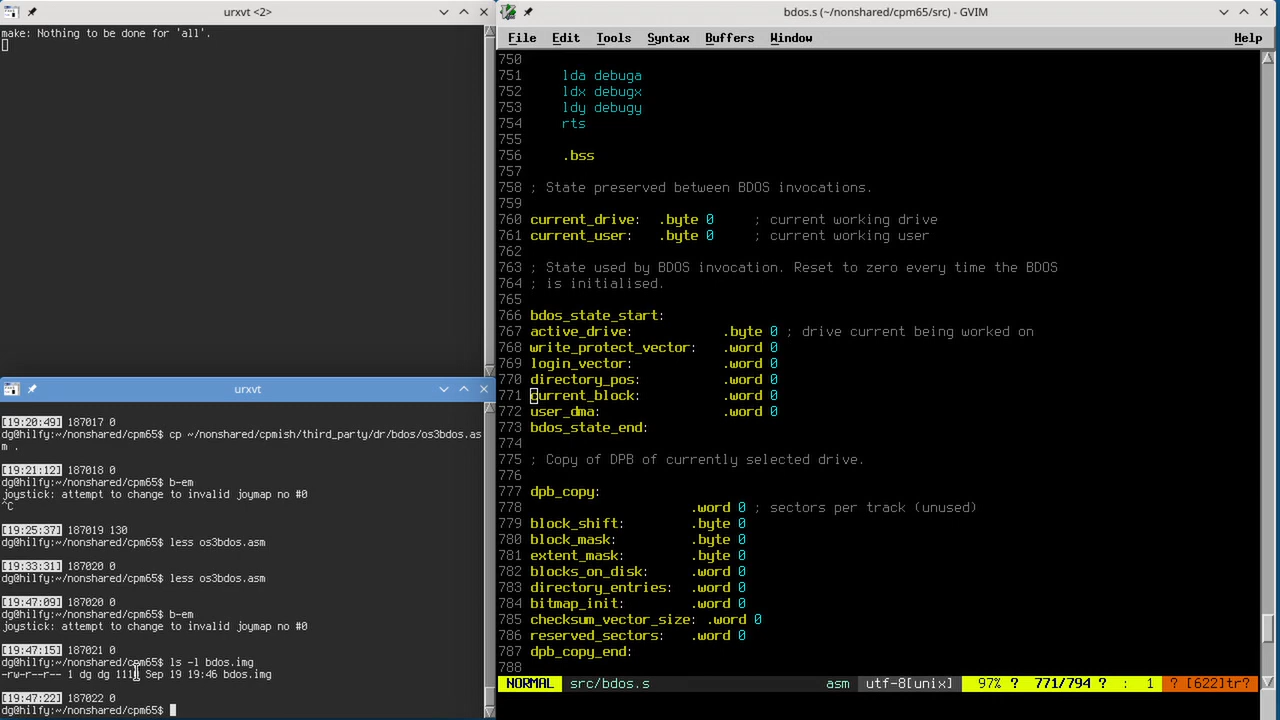 urxvt <2>
make: Nothing to be done for 'all'.
urxvt
[19:20:49] 187017 0
dg@hilfy:~/nonshared/cpm65$ cp ~/nonshared/cpmish/third_party/dr/bdos/os3bdos.as
m .
[19:21:12] 187018 0
dg@hilfy:~/nonshared/cpm65$ b-em
joystick: attempt to change to invalid joymap no #0
^C
[19:25:37] 187019 130
dg@hilfy:~/nonshared/cpm65$ less os3bdos.asm
[19:33:31] 187020 0
dg@hilfy:~/nonshared/cpm65$ less os3bdos.asm
[19:47:09] 187020 0
dg@hilfy:~/nonshared/cpm65$ b-em
joystick: attempt to change to invalid joymap no #0
[19:47:15] 187021 0
dg@hilfy:~/nonshared/cpm65$ ls -l bdos.img
-rw-r--r-- 1 dg dg Sep 19 19:46 bdos.img
[19:47:22] 187022 0
dg@hilfy:~/nonshared/cpm65$
bdos.s (~/nonshared/cpm65/src) - GVIM
File Edit Tools Syntax Buffers Window Help
750
751 lda debuga
752 ldx debugx
753 ldy debugy
754 rts
755
756 .bss
757
758 ; State preserved between BDOS invocations.
759
760 current_drive: .byte 0 ; current working drive
761 current_user: .byte 0 ; current working user
762
763 ; State used by BDOS invocation. Reset to zero every time the BDOS
764 ; is initialised.
765
766 bdos_state_start:
767 active_drive: .byte 0 ; drive current being worked on
768 write_protect_vector: .word 0
769 login_vector: .word 0
770 directory_pos: .word 0
771 current_block: .word 0
772 user_dma: .word 0
773 bdos_state_end:
774
775 ; Copy of DPB of currently selected drive.
776
777 dpb_copy:
778 .word 0 ; sectors per track (unused)
779 block_shift: .byte 0
780 block_mask: .byte 0
781 extent_mask: .byte 0
782 blocks_on_disk: .word 0
783 directory_entries: .word 0
784 bitmap_init: .word 0
785 checksum_vector_size: .word 0
786 reserved_sectors: .word 0
787 dpb_copy_end:
788
NORMAL src/bdos.s asm utf-8[unix] 97% ? 771/794 ? : 1 ? [622]tr?